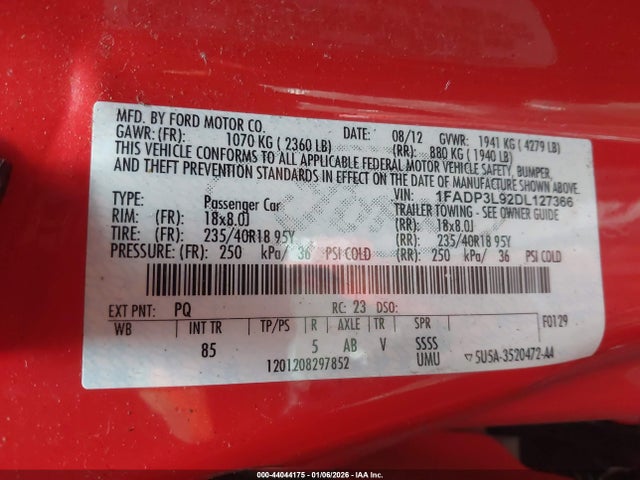 MFD. BY FORD MOTOR CO.
DATE: 08/12 GVWR: 1941 KG ( 4279 LB)
GAWR: (FR): 1070 KG ( 2360 LB) (RR): 880 KG ( 1940 LB)
THIS VEHICLE CONFORMS TO ALL APPLICABLE FEDERAL MOTOR VEHICLE SAFETY, BUMPER,
AND THEFT PREVENTION STANDARDS IN EFFECT ON THE DATE OF MANUFACTURE SHOWN ABOVE.
VIN: 1FADP3L92DL127366
TYPE: Passenger Car TRAILER TOWING - SEE OWNER GUIDE
RIM: (FR): 18x8.0J (RR): 18x8.0J
TIRE: (FR): 235/40R18 95Y (RR): 235/40R18 95Y
PRESSURE: (FR): 250 kPa/ 36 PSI COLD (RR): 250 kPa/ 36 PSI COLD
EXT PNT: PQ RC: 23 DSO: F0129
WB INT TR TP/PS R AXLE TR SPR
85 5 AB V SSSS
UMU
1201208297852 5U5A-3520472-AA
000-44044175 | 01/06/2026 | IAA Inc.